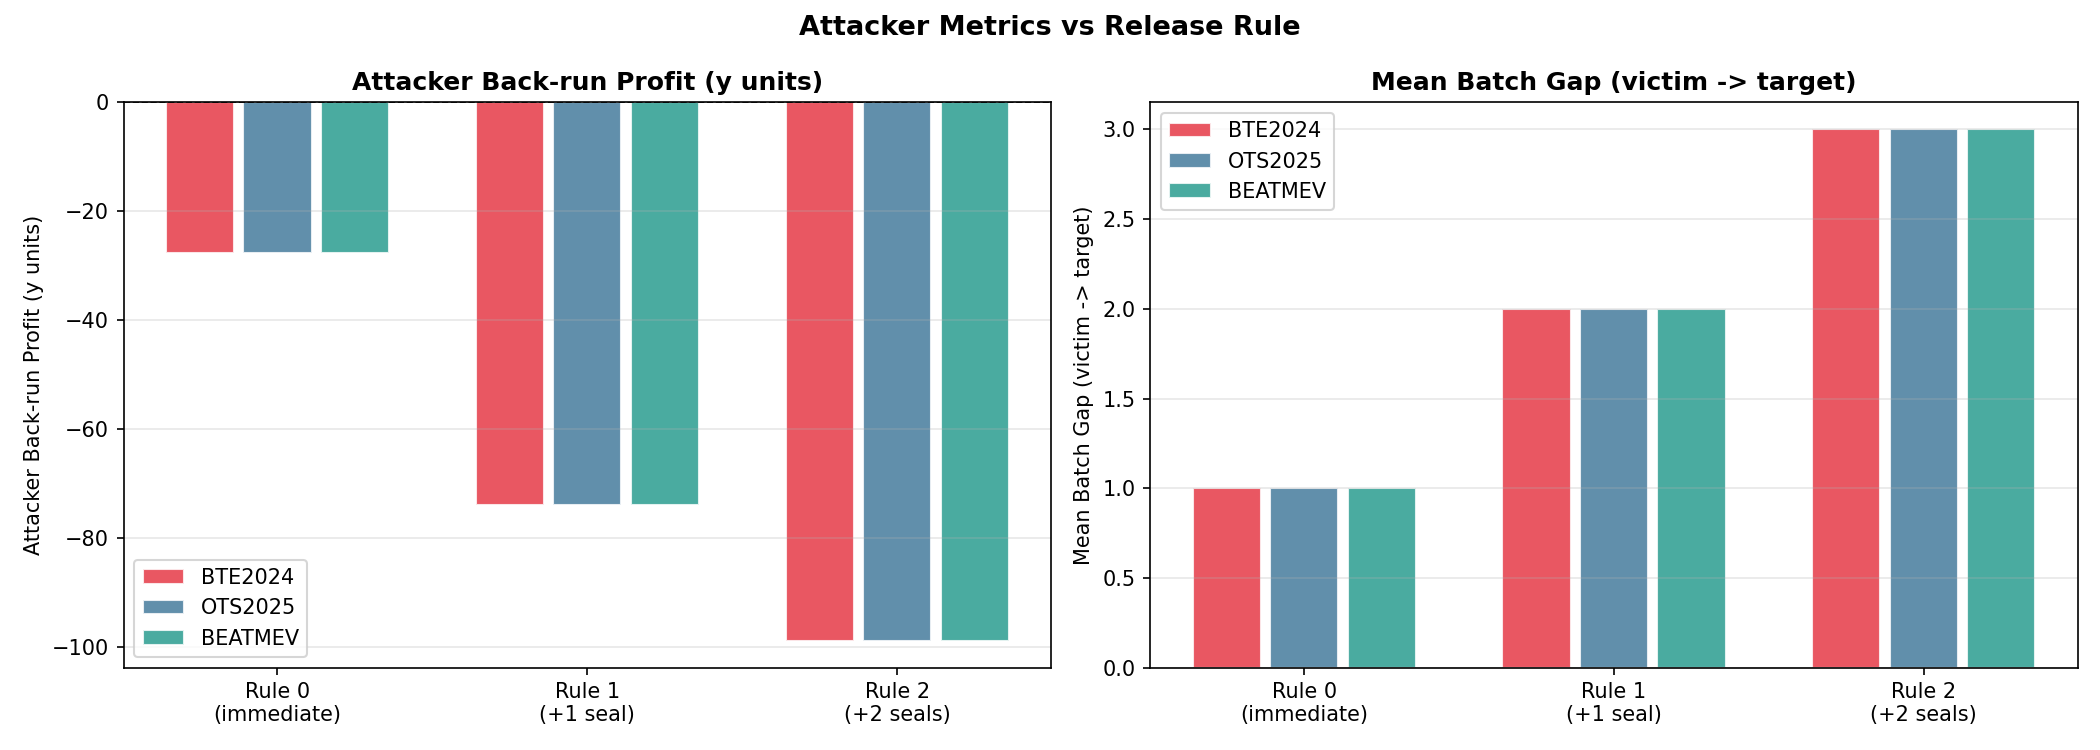 Attacker Metrics vs Release Rule
Attacker Back-run Profit (y units)
Attacker Back-run Profit (y units)
0
−20
−40
−60
−80
−100
BTE2024
OTS2025
BEATMEV
Rule 0
(immediate)
Rule 1
(+1 seal)
Rule 2
(+2 seals)
Mean Batch Gap (victim -> target)
Mean Batch Gap (victim -> target)
3.0
2.5
2.0
1.5
1.0
0.5
0.0
BTE2024
OTS2025
BEATMEV
Rule 0
(immediate)
Rule 1
(+1 seal)
Rule 2
(+2 seals)